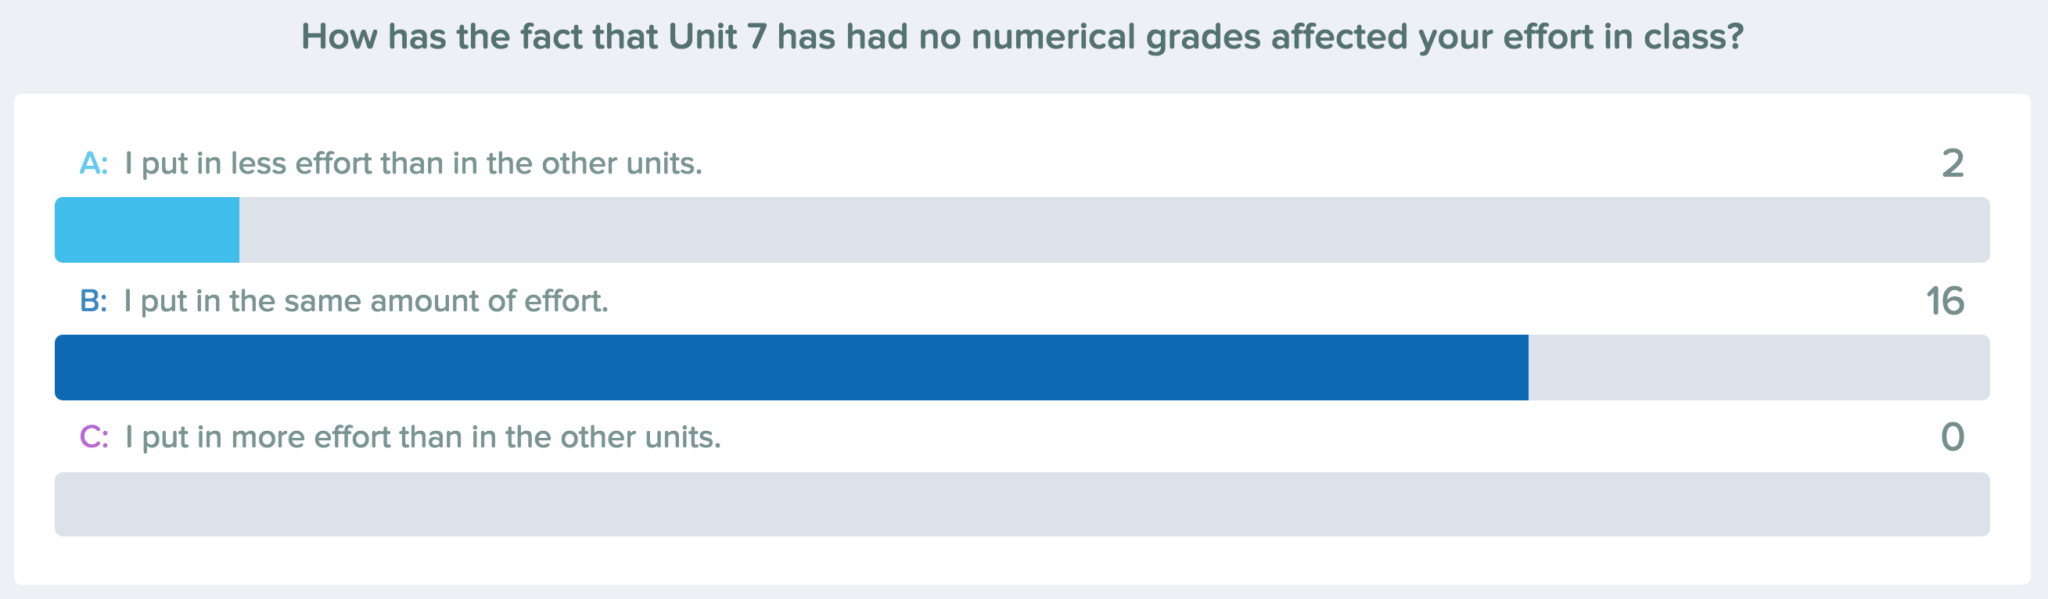 How has the fact that Unit 7 has had no numerical grades affected your effort in class?
A: I put in less effort than in the other units. 2
B: I put in the same amount of effort. 16
C: I put in more effort than in the other units. 0